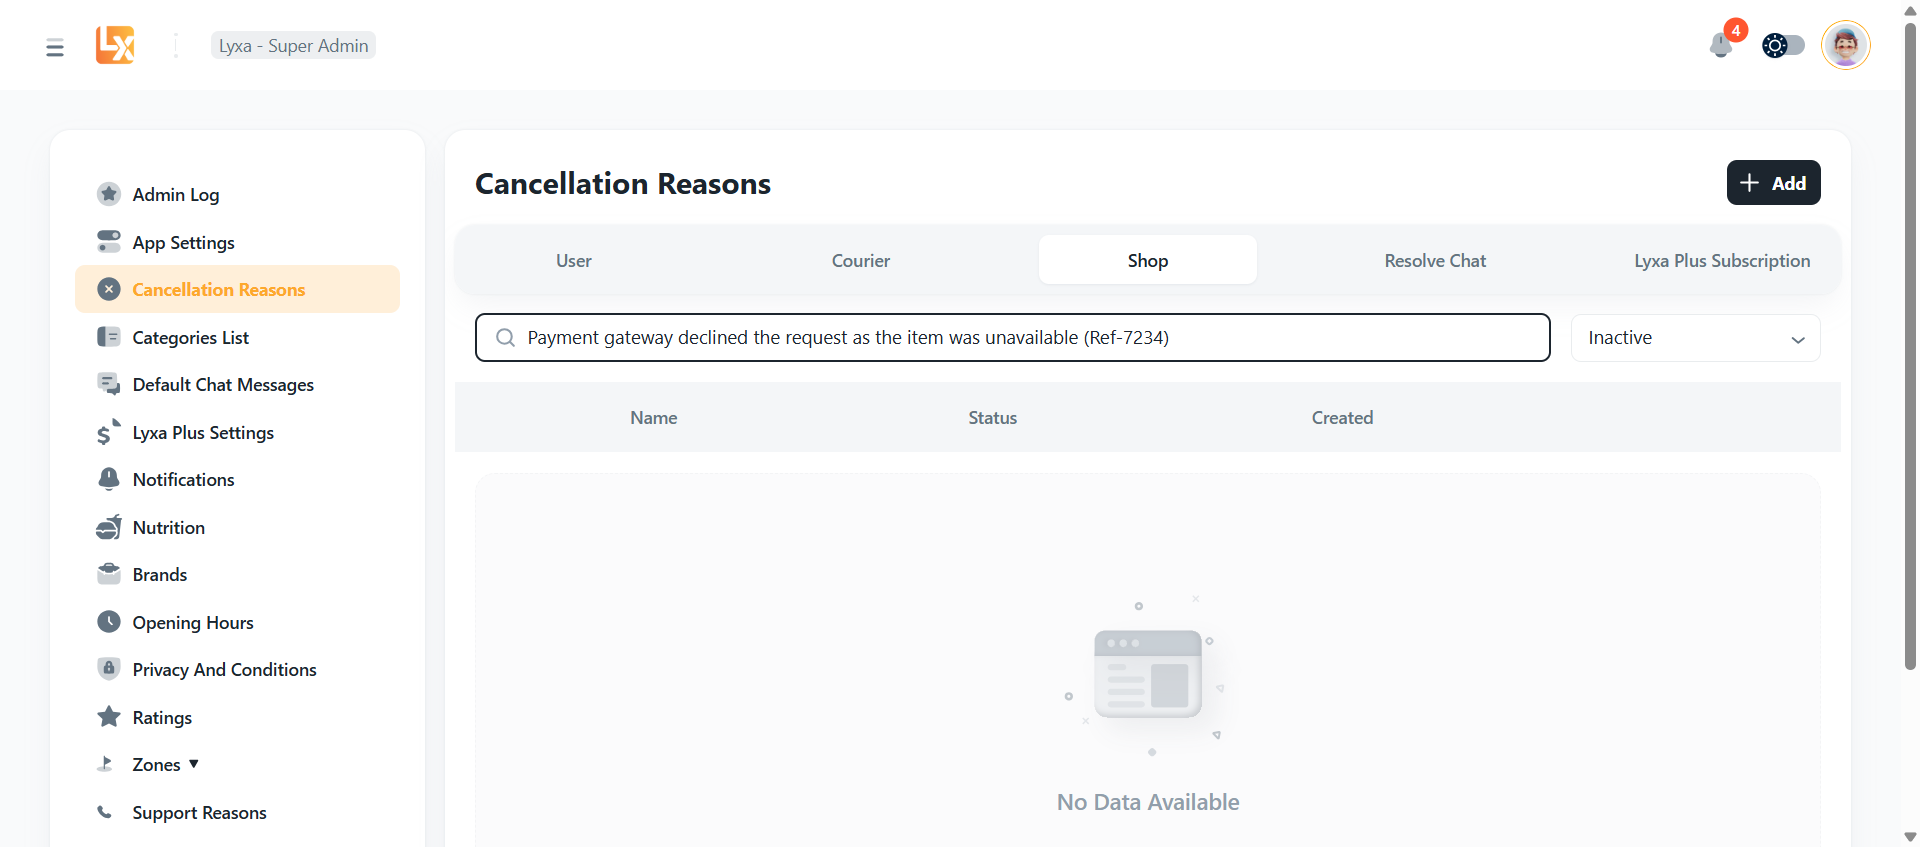 LX
Lyxa - Super Admin
4
Admin Log
App Settings
Cancellation Reasons
Categories List
Default Chat Messages
Lyxa Plus Settings
Notifications
Nutrition
Brands
Opening Hours
Privacy And Conditions
Ratings
Zones ▼
Support Reasons
Cancellation Reasons
+ Add
User Courier Shop Resolve Chat Lyxa Plus Subscription
Payment gateway declined the request as the item was unavailable (Ref-7234)
Inactive
Name Status Created
No Data Available